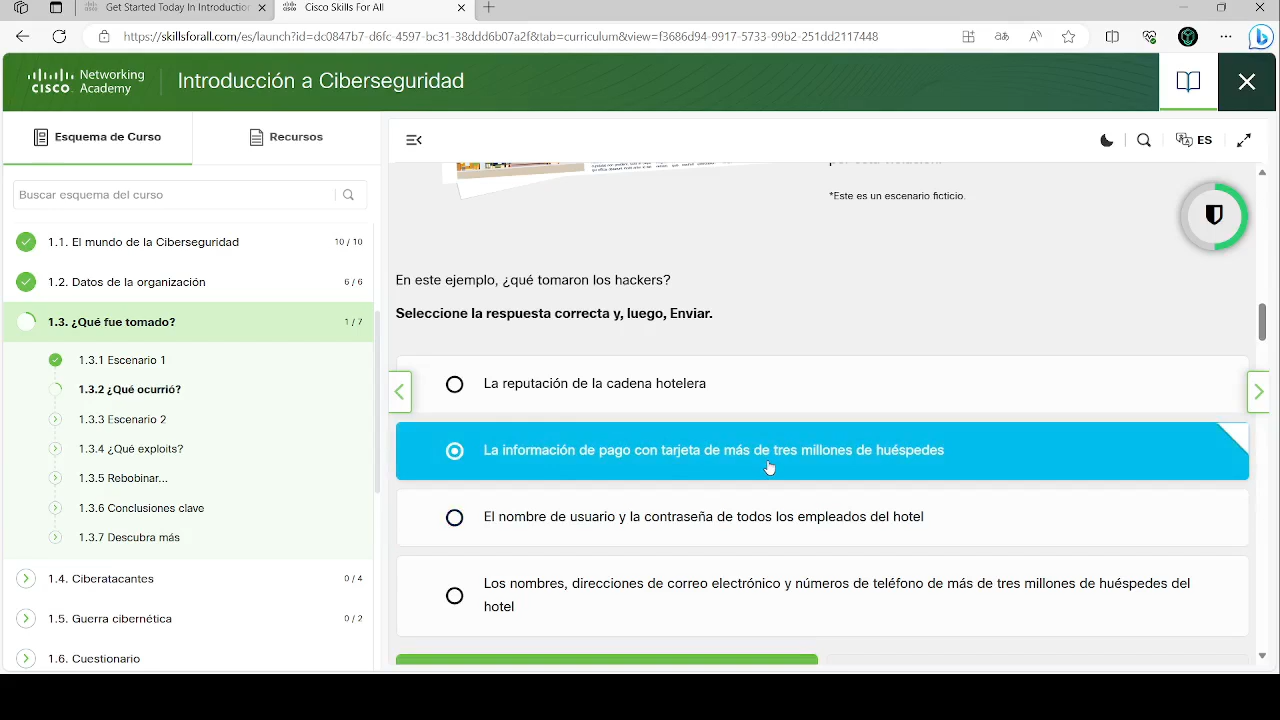 Get Started Today In Introduction
Cisco Skills For All
https://skillsforall.com/es/launch?id=dc0847b7-d6fc-4597-bc31-38ddd6b07a2f&tab=curriculum&view=f3686d94-9917-5733-99b2-251dd2117448
Networking
CISCO Academy
Introducción a Ciberseguridad
Esquema de Curso
Recursos
ES
Buscar esquema del curso
1.1. El mundo de la Ciberseguridad 10 / 10
1.2. Datos de la organización 6 / 6
1.3. ¿Qué fue tomado? 1 / 7
1.3.1 Escenario 1
1.3.2 ¿Qué ocurrió?
1.3.3 Escenario 2
1.3.4 ¿Qué exploits?
1.3.5 Rebobinar...
1.3.6 Conclusiones clave
1.3.7 Descubra más
1.4. Ciberatacantes 0 / 4
1.5. Guerra cibernética 0 / 2
1.6. Cuestionario
por esta violación.
*Este es un escenario ficticio.
En este ejemplo, ¿qué tomaron los hackers?
Seleccione la respuesta correcta y, luego, Enviar.
La reputación de la cadena hotelera
La información de pago con tarjeta de más de tres millones de huéspedes
El nombre de usuario y la contraseña de todos los empleados del hotel
Los nombres, direcciones de correo electrónico y números de teléfono de más de tres millones de huéspedes del
hotel